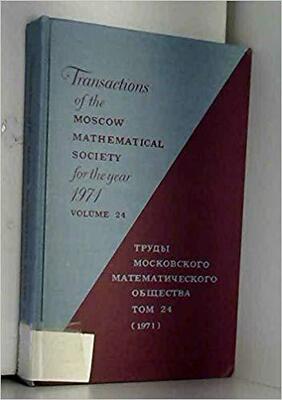 Transactions
of the
MOSCOW
MATHEMATICAL
SOCIETY
for the year
1971
VOLUME 24
ТРУДЫ
МОСКОВСКОГО
МАТЕМАТИЧЕСКОГО
ОБЩЕСТВА
ТОМ 24
(1971)